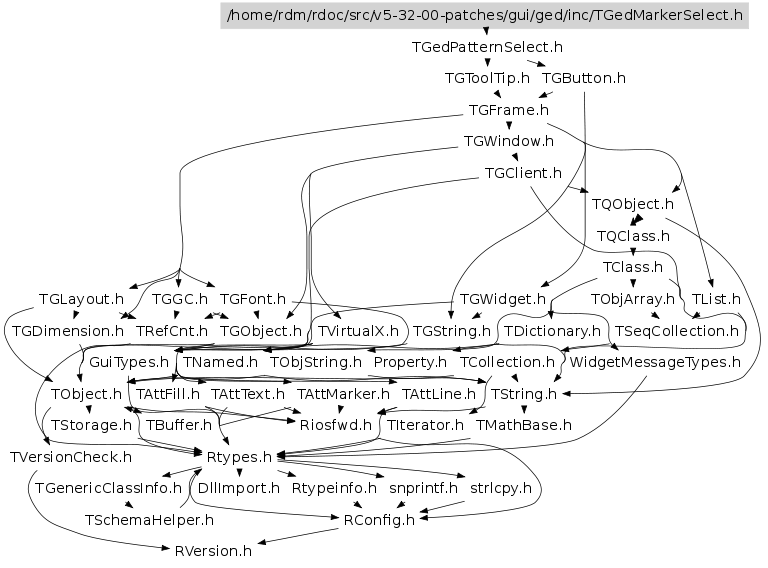 /home/rdm/rdoc/src/v5-32-00-patches/gui/ged/inc/TGedMarkerSelect.h
TGedPatternSelect.h
TGToolTip.h TGButton.h
TGFrame.h
TGWindow.h
TGClient.h
TQObject.h
TQClass.h
TClass.h
TGLayout.h TGGC.h TGFont.h TGWidget.h TObjArray.h TList.h
TGDimension.h TRefCnt.h TGObject.h TVirtualX.h TGString.h TDictionary.h TSeqCollection.h
GuiTypes.h TNamed.h TObjString.h Property.h TCollection.h WidgetMessageTypes.h
TObject.h TAttFill.h TAttText.h TAttMarker.h TAttLine.h TString.h
TStorage.h TBuffer.h Riosfwd.h TIterator.h TMathBase.h
TVersionCheck.h Rtypes.h
TGenericClassInfo.h DllImport.h Rtypeinfo.h snprintf.h strlcpy.h
TSchemaHelper.h RConfig.h
RVersion.h